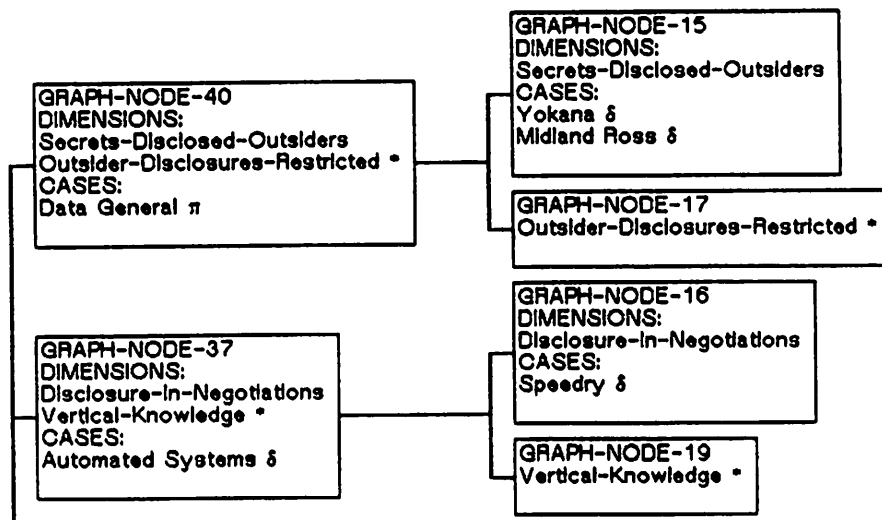 GRAPH-NODE-40
DIMENSIONS:
Secrets-Disclosed-Outsiders
Outsider-Disclosures-Restricted *
CASES:
Data General π
GRAPH-NODE-15
DIMENSIONS:
Secrets-Disclosed-Outsiders
CASES:
Yokana δ
Midland Ross δ
GRAPH-NODE-17
Outsider-Disclosures-Restricted *
GRAPH-NODE-37
DIMENSIONS:
Disclosure-In-Negotiations
Vertical-Knowledge *
CASES:
Automated Systems δ
GRAPH-NODE-16
DIMENSIONS:
Disclosure-In-Negotiations
CASES:
Speedry δ
GRAPH-NODE-19
Vertical-Knowledge *